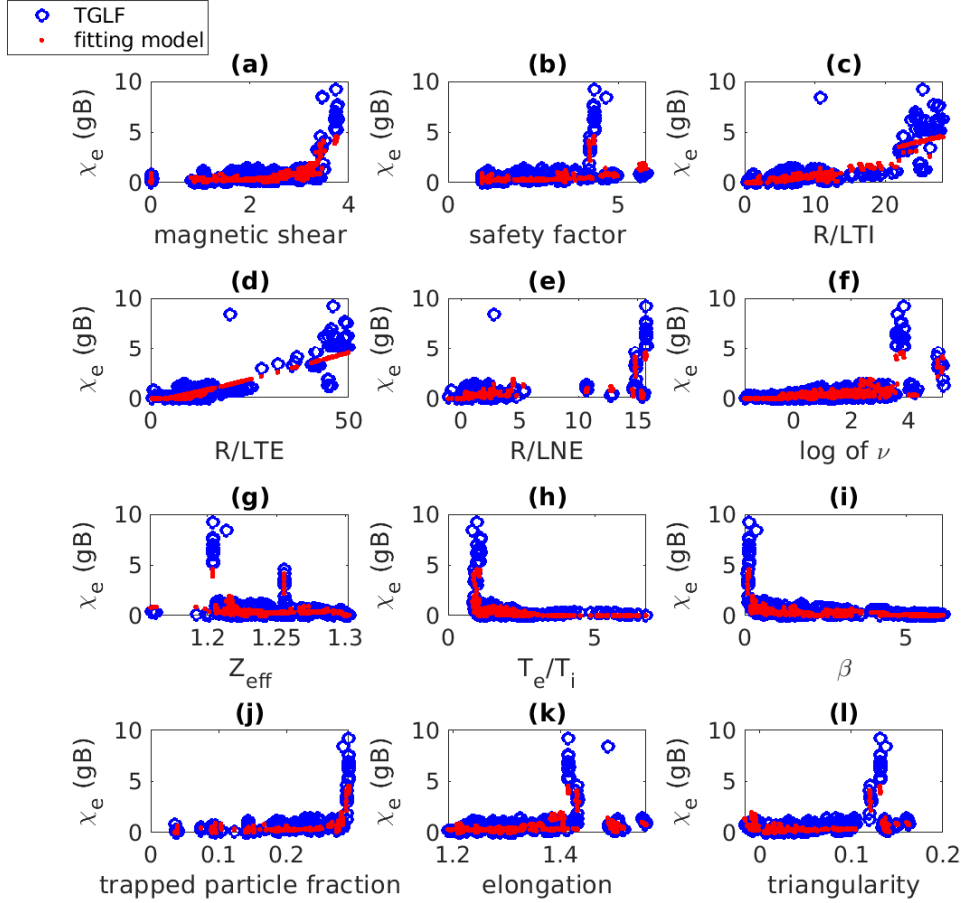 TGLF
fitting model
(a)
(b)
(c)
10
5
0
χe (gB)
0
2
4
magnetic shear
10
5
0
χe (gB)
0
5
safety factor
10
5
0
χe (gB)
0
10
20
R/LTI
(d)
(e)
(f)
10
5
0
χe (gB)
0
50
R/LTE
10
5
0
χe (gB)
0
5
10
15
R/LNE
10
5
0
χe (gB)
0
2
4
log of ν
(g)
(h)
(i)
10
5
0
χe (gB)
1.2
1.25
1.3
Zeff
10
5
0
χe (gB)
0
5
Te/Ti
10
5
0
χe (gB)
0
5
β
(j)
(k)
(l)
10
5
0
χe (gB)
0
0.1
0.2
trapped particle fraction
10
5
0
χe (gB)
1.2
1.4
elongation
10
5
0
χe (gB)
0
0.1
0.2
triangularity